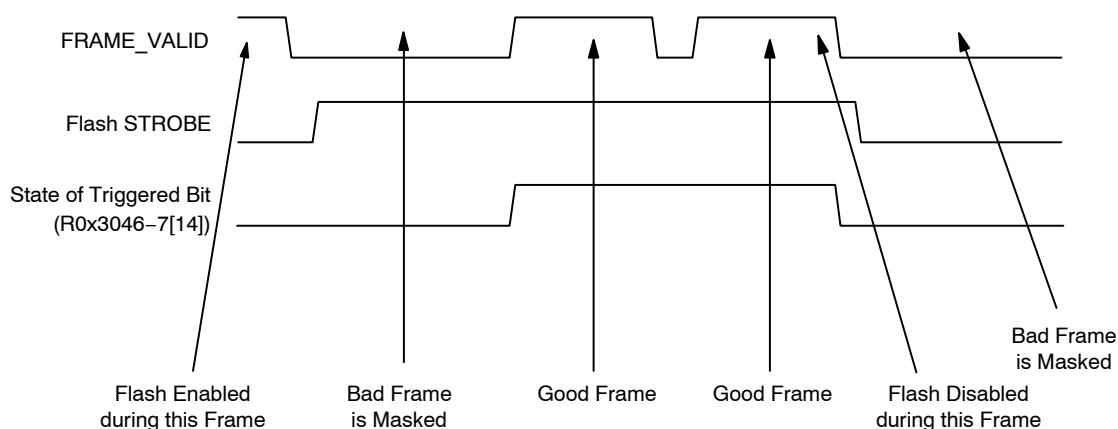 FRAME_VALID
Flash STROBE
State of Triggered Bit
(R0x3046−7[14])
Flash Enabled
during this Frame
Bad Frame
is Masked
Good Frame
Good Frame
Flash Disabled
during this Frame
Bad Frame
is Masked